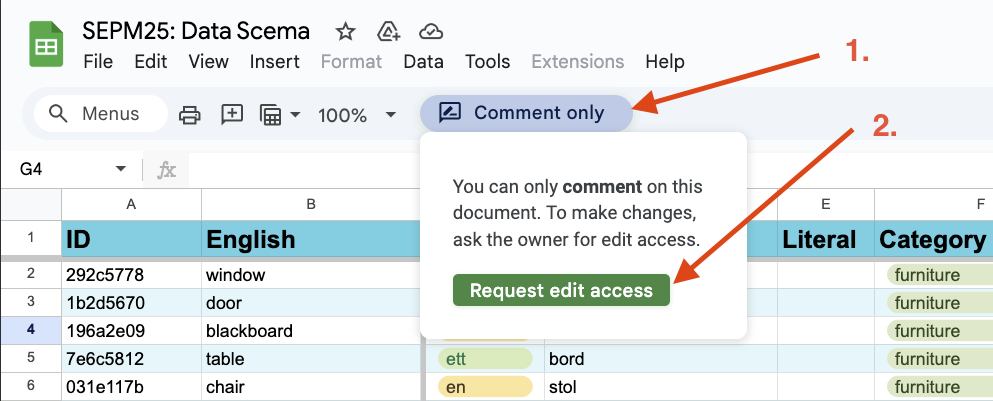 SEPM25: Data Scema
File Edit View Insert Format Data Tools Extensions Help
1.
Menus 100% Comment only
2.
G4 fx
You can only comment on this
document. To make changes,
ask the owner for edit access.
Request edit access
A B E F
1 ID English Literal Category
2 292c5778 window furniture
3 1b2d5670 door furniture
4 196a2e09 blackboard furniture
5 7e6c5812 table ett bord furniture
6 031e117b chair en stol furniture